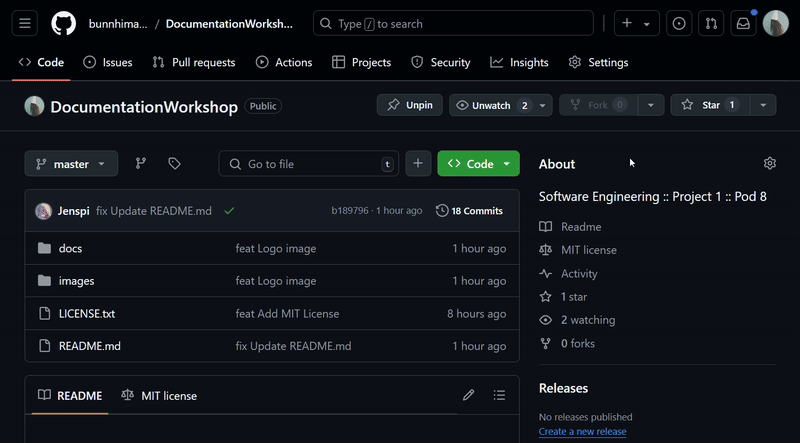 bunnhima... / DocumentationWorksh...
Type / to search
Code
Issues
Pull requests
Actions
Projects
Security
Insights
Settings
DocumentationWorkshop Public
Unpin
Unwatch 2
Fork 0
Star 1
master
Go to file t
Code
Jenspi fix Update README.md b189796 · 1 hour ago 18 Commits
docs feat Logo image 1 hour ago
images feat Logo image 1 hour ago
LICENSE.txt feat Add MIT License 8 hours ago
README.md fix Update README.md 1 hour ago
README
MIT license
About
Software Engineering :: Project 1 :: Pod 8
Readme
MIT license
Activity
1 star
2 watching
0 forks
Releases
No releases published
Create a new release